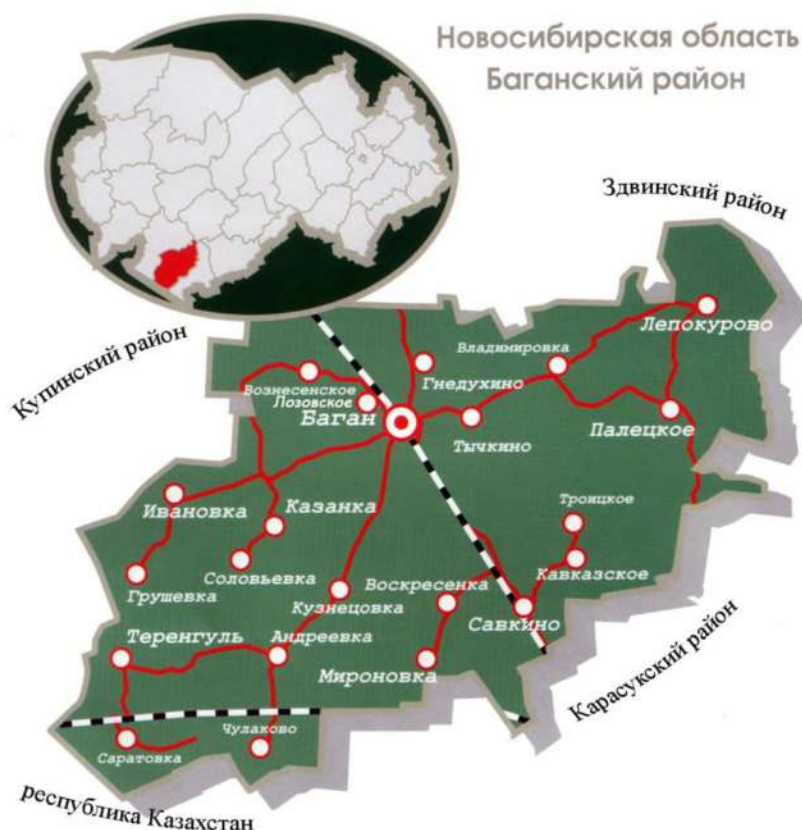 Новосибирская область
Баганский район
Здвинский район
Купинский район
Лепокурово
Владимировка
Гнедухино
Вознесенское
Лозовское
Баган
Тычкино
Палецкое
Ивановка
Казанка
Троицкое
Соловьевка
Грушевка
Кузнецовка
Воскресенка
Кавказское
Савкино
Теренгуль
Андреевка
Мироновка
Карасукский район
Чулаково
Саратовка
республика Казахстан